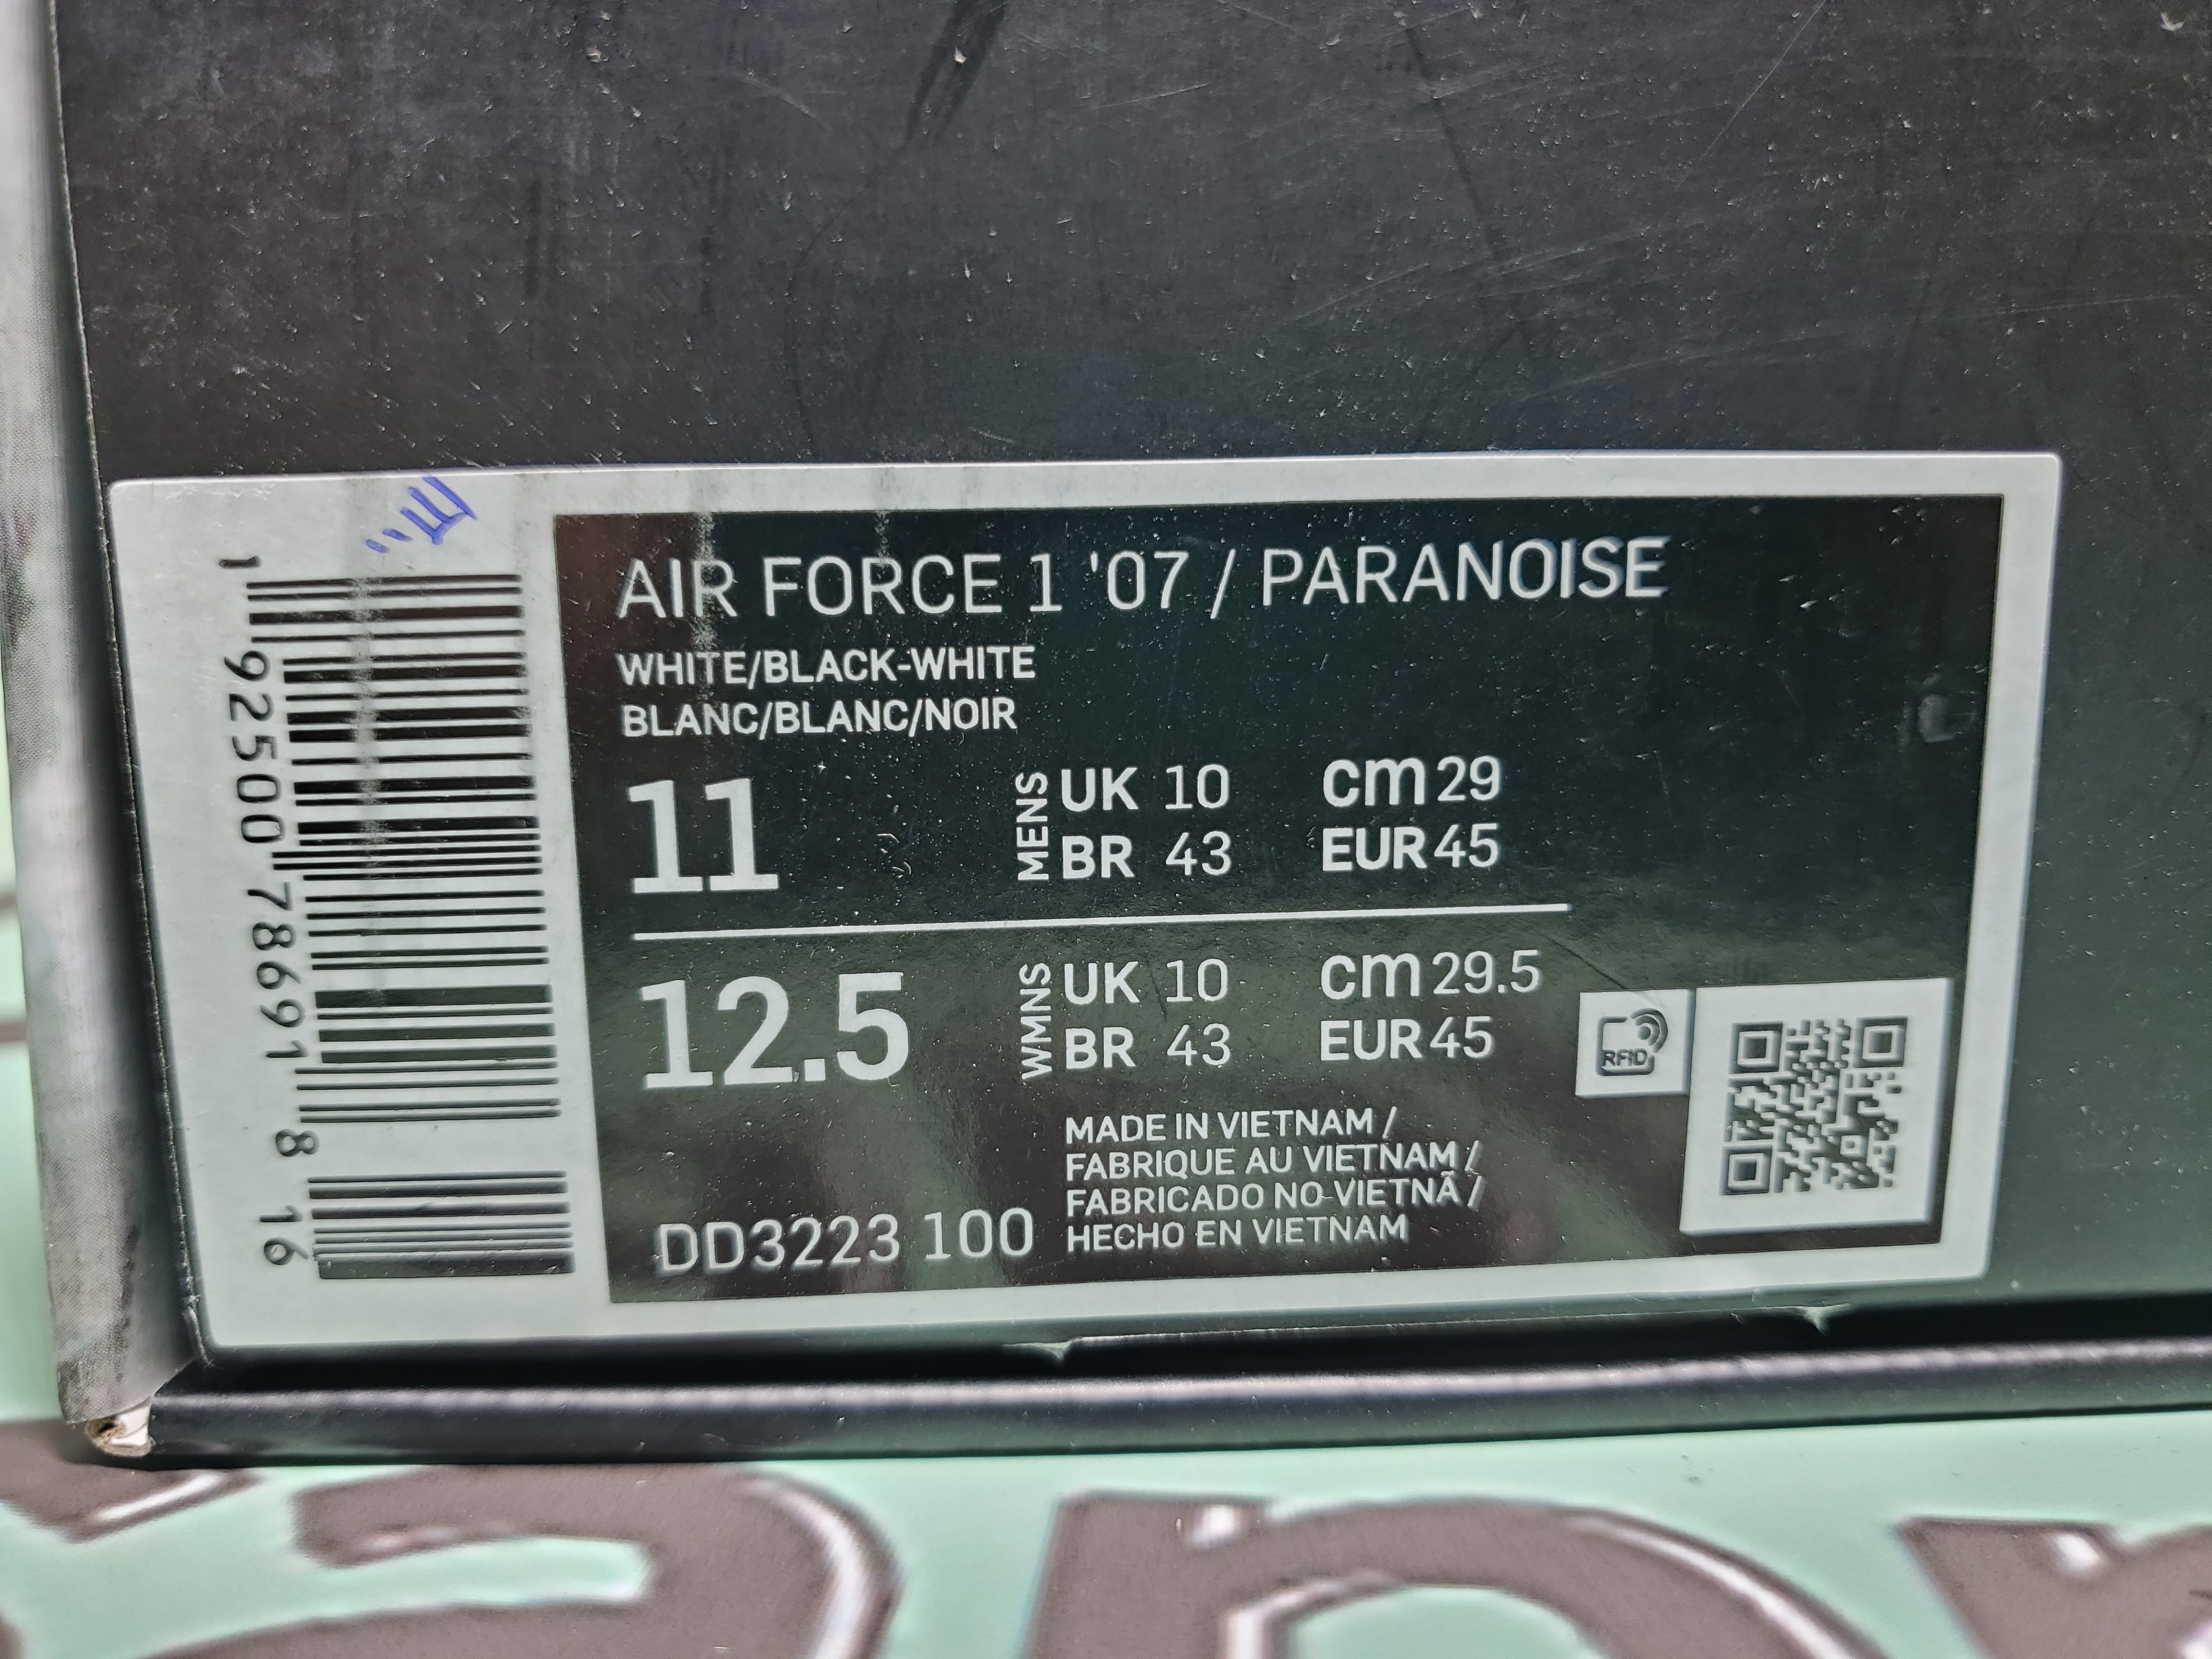 AIR FORCE 1 '07 / PARANOISE
WHITE/BLACK-WHITE
BLANC/BLANC/NOIR
11
MENS
UK 10 cm 29
BR 43 EUR 45
12.5
WMNS
UK 10 cm 29.5
BR 43 EUR 45
RFID
MADE IN VIETNAM /
FABRIQUE AU VIETNAM /
FABRICADO NO VIETNÃ /
HECHO EN VIETNAM
DD3223 100
1 92500 78691 8 16